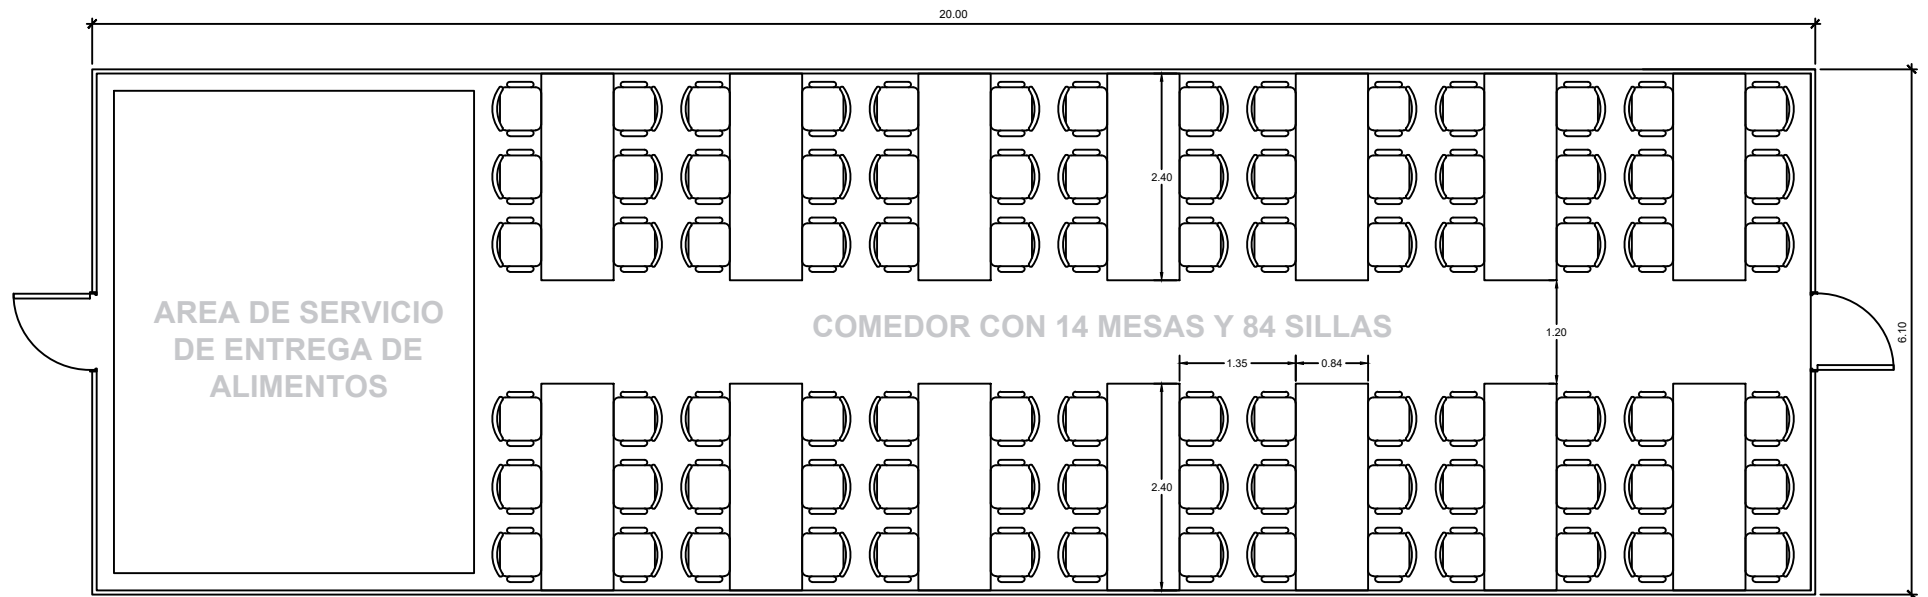 20.00
2.40
AREA DE SERVICIO
DE ENTREGA DE
ALIMENTOS
COMEDOR CON 14 MESAS Y 84 SILLAS
1.20
6.10
1.35
0.84
2.40